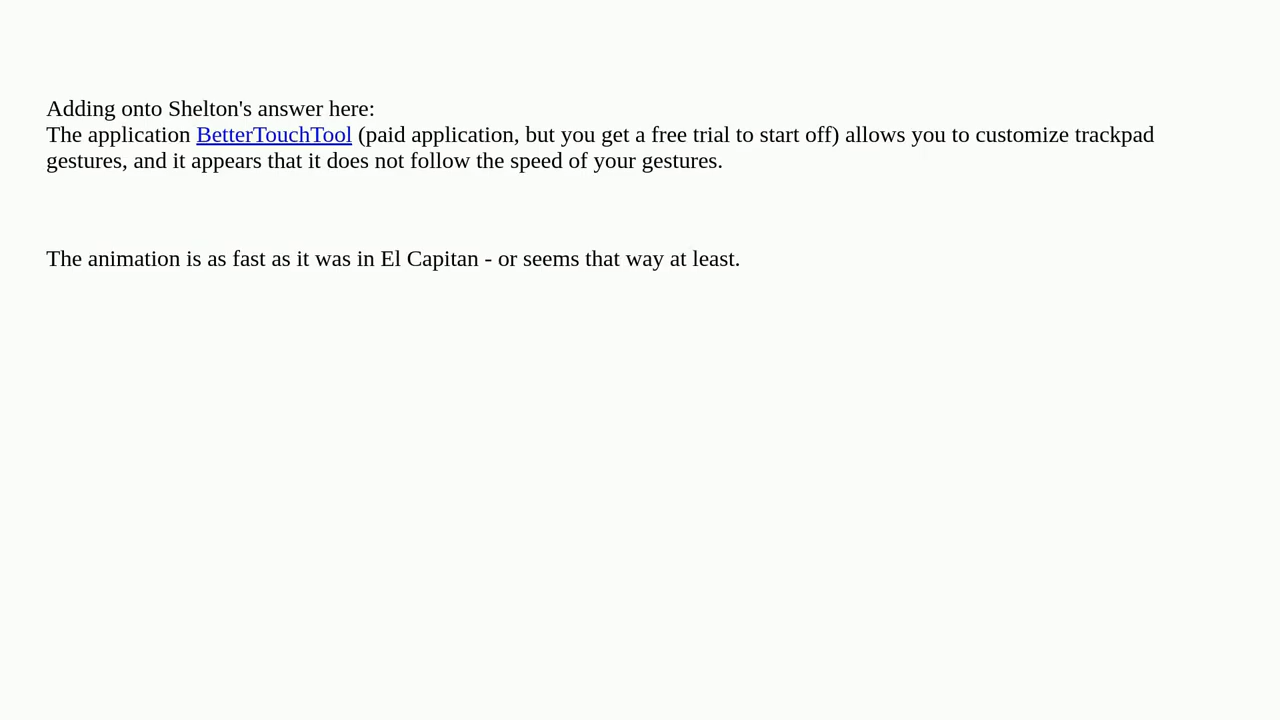 Adding onto Shelton's answer here:
The application BetterTouchTool (paid application, but you get a free trial to start off) allows you to customize trackpad
gestures, and it appears that it does not follow the speed of your gestures.
The animation is as fast as it was in El Capitan - or seems that way at least.